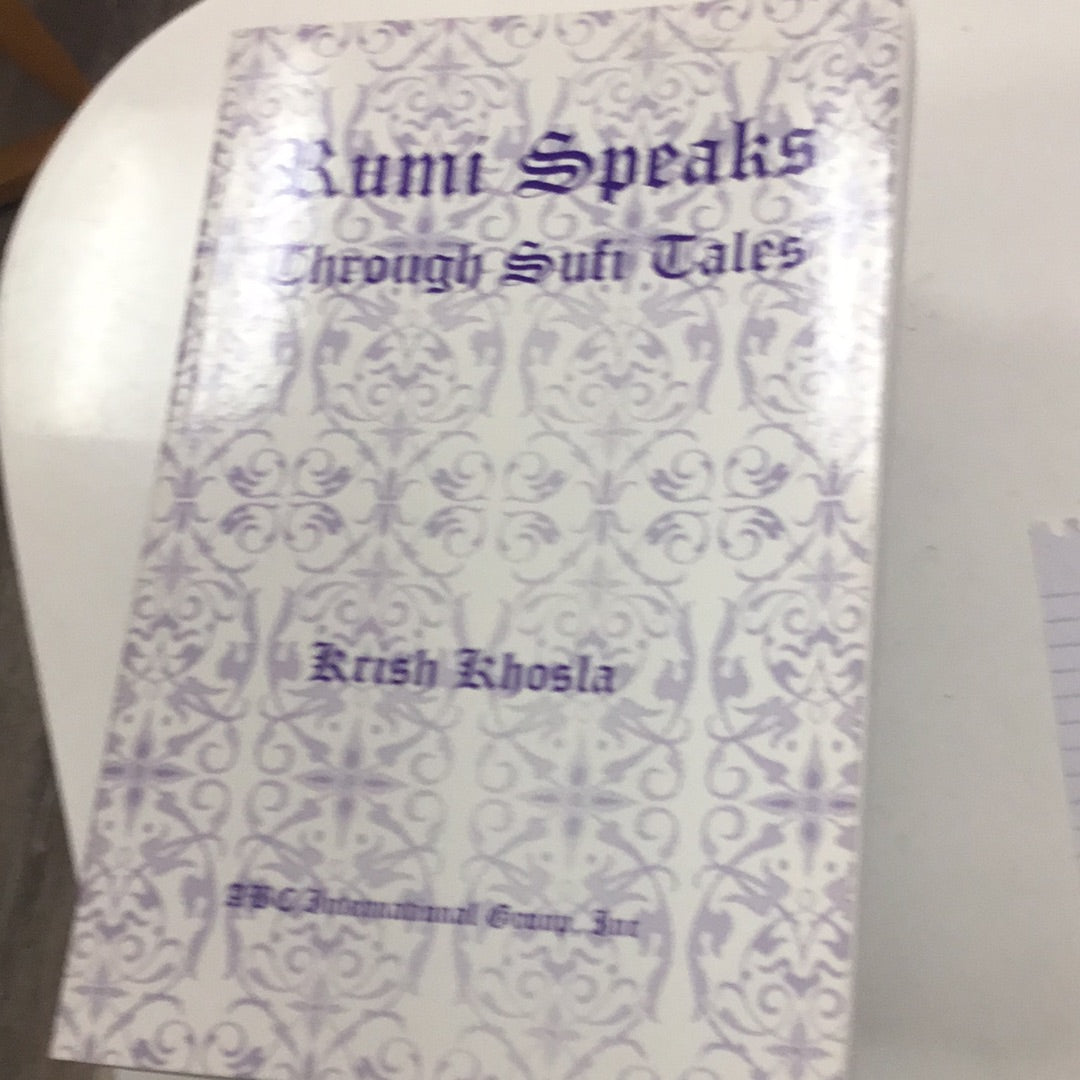 Rumi Speaks
Through Sufi Tales
Krish Khosla
ABC International Group, Inc